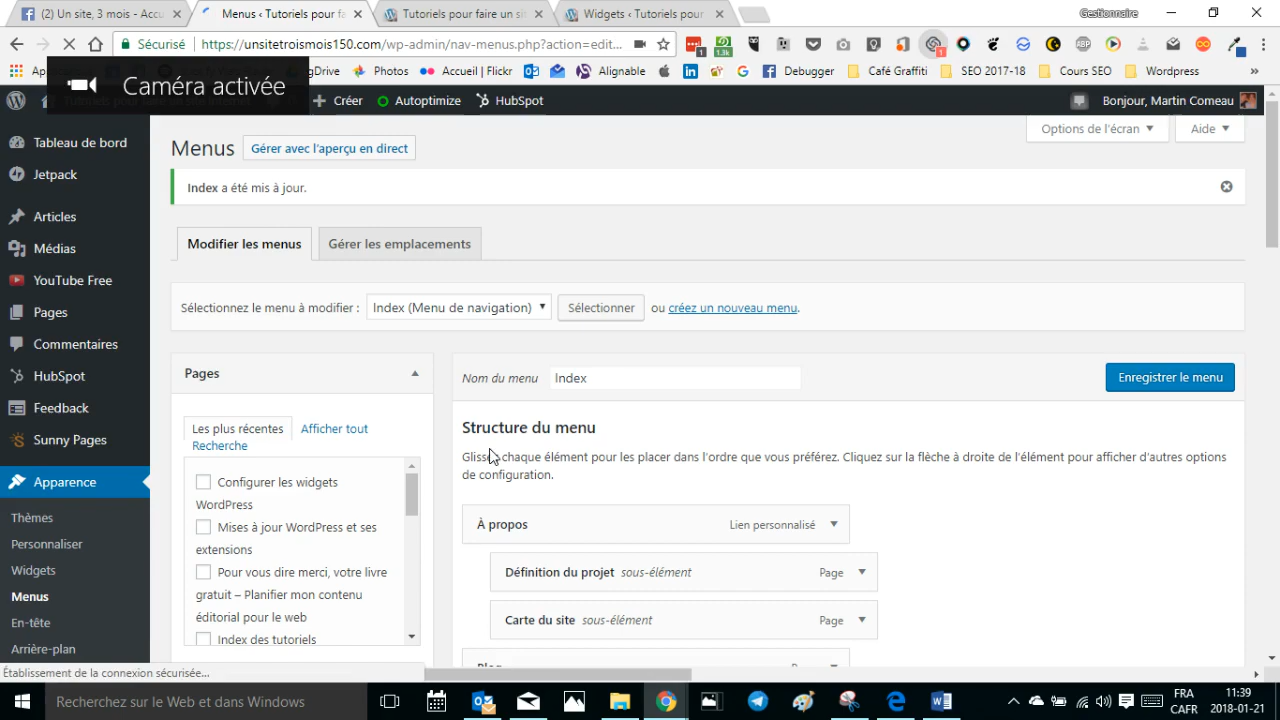 (2) Un site, 3 mois - Accu
Menus ‹ Tutoriels pour fa
Tutoriels pour faire un sit
Widgets ‹ Tutoriels pour
Gestionnaire
Sécurisé
https://unsitetroismois150.com/wp-admin/nav-menus.php?action=edit...
Photos
Accueil | Flickr
Alignable
Debugger
Café Graffiti
SEO 2017-18
Cours SEO
Wordpress
Caméra activée
Créer
Autoptimize
HubSpot
Bonjour, Martin Comeau
Options de l'écran
Aide
Tableau de bord
Jetpack
Articles
Médias
YouTube Free
Pages
Commentaires
HubSpot
Feedback
Sunny Pages
Apparence
Thèmes
Personnaliser
Widgets
Menus
En-tête
Arrière-plan
Menus
Gérer avec l'aperçu en direct
Index a été mis à jour.
Modifier les menus
Gérer les emplacements
Sélectionnez le menu à modifier :
Index (Menu de navigation)
Sélectionner
ou créez un nouveau menu.
Pages
Les plus récentes
Afficher tout
Recherche
Configurer les widgets
WordPress
Mises à jour WordPress et ses
extensions
Pour vous dire merci, votre livre
gratuit – Planifier mon contenu
éditorial pour le web
Index des tutoriels
Nom du menu
Index
Enregistrer le menu
Structure du menu
Glissez chaque élément pour les placer dans l'ordre que vous préférez. Cliquez sur la flèche à droite de l'élément pour afficher d'autres options
de configuration.
À propos
Lien personnalisé
Définition du projet sous-élément
Page
Carte du site sous-élément
Page
Établissement de la connexion sécurisée...
Recherchez sur le Web et dans Windows
FRA
CAFR
11:39
2018-01-21